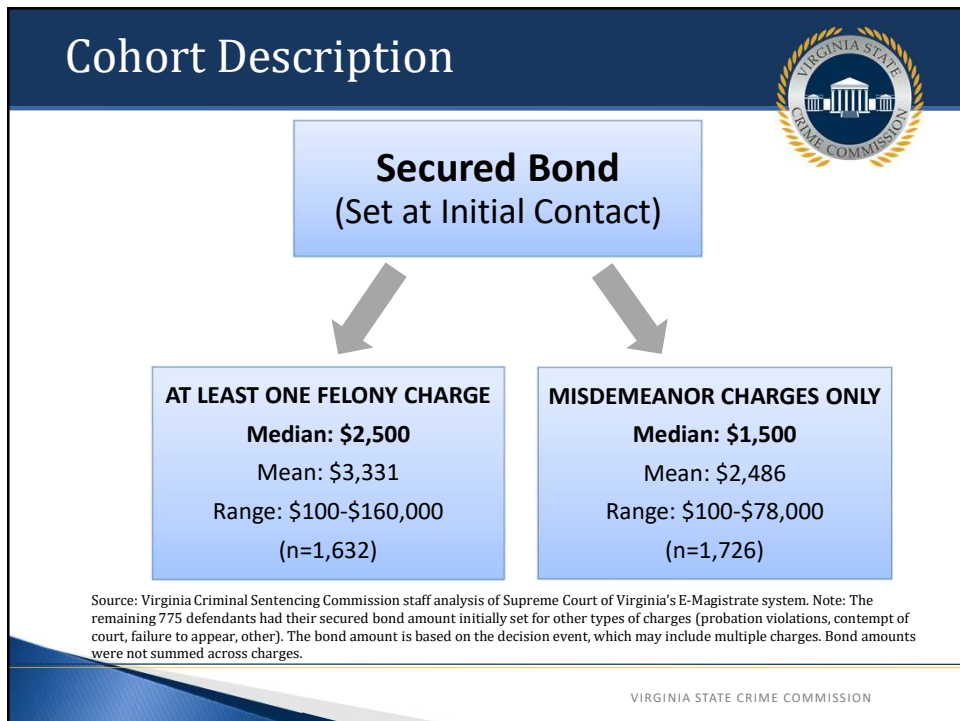 Cohort Description
VIRGINIA STATE
CRIME COMMISSION
Secured Bond
(Set at Initial Contact)
AT LEAST ONE FELONY CHARGE
Median: $2,500
Mean: $3,331
Range: $100-$160,000
(n=1,632)
MISDEMEANOR CHARGES ONLY
Median: $1,500
Mean: $2,486
Range: $100-$78,000
(n=1,726)
Source: Virginia Criminal Sentencing Commission staff analysis of Supreme Court of Virginia's E-Magistrate system. Note: The
remaining 775 defendants had their secured bond amount initially set for other types of charges (probation violations, contempt of
court, failure to appear, other). The bond amount is based on the decision event, which may include multiple charges. Bond amounts
were not summed across charges.
VIRGINIA STATE CRIME COMMISSION